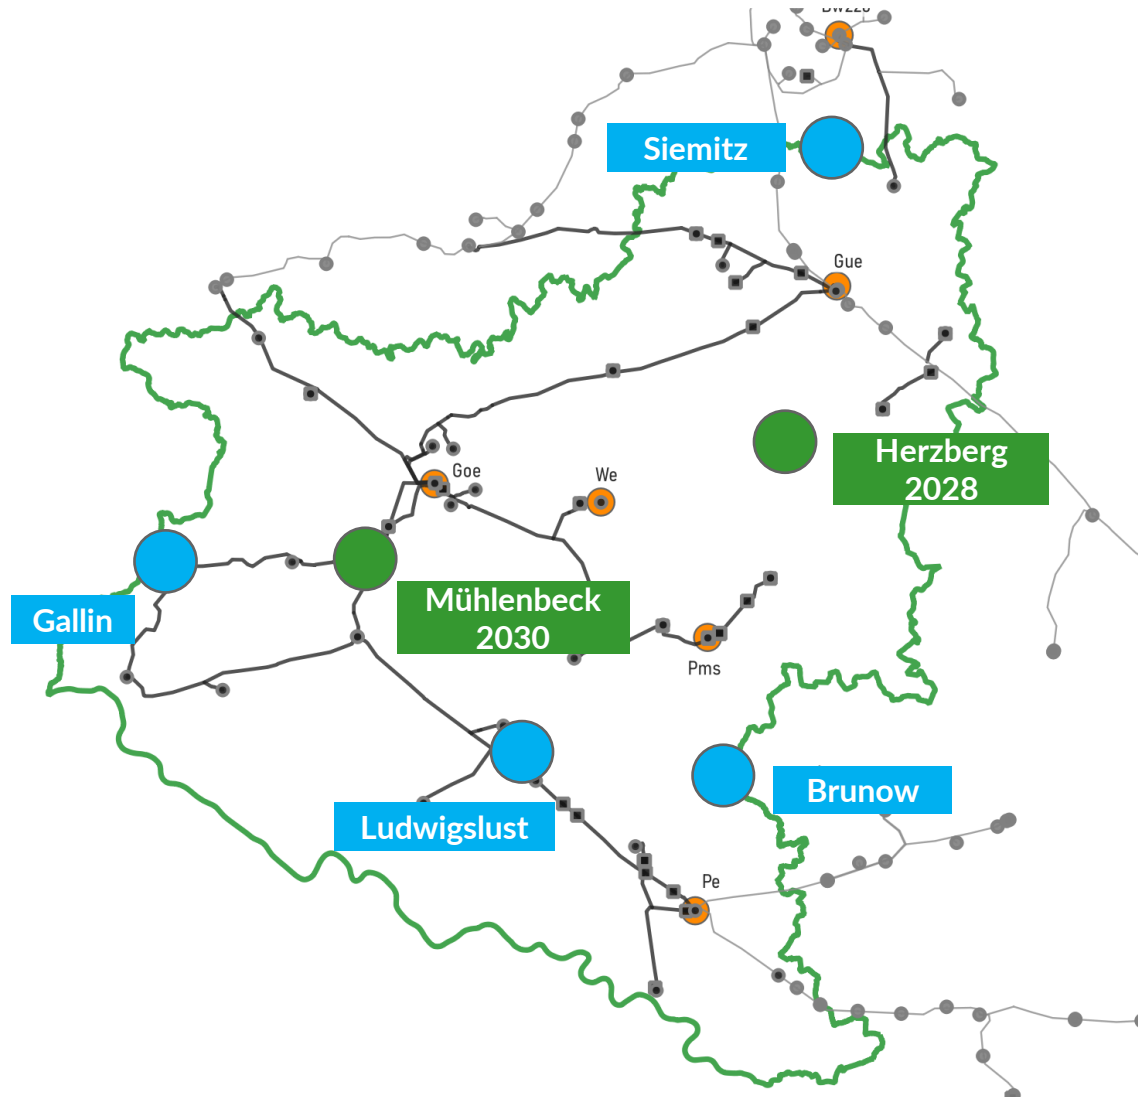 Siemitz
Gue
Herzberg
2028
Goe
We
Mühlenbeck
2030
Gallin
Pms
Brunow
Ludwigslust
Pe